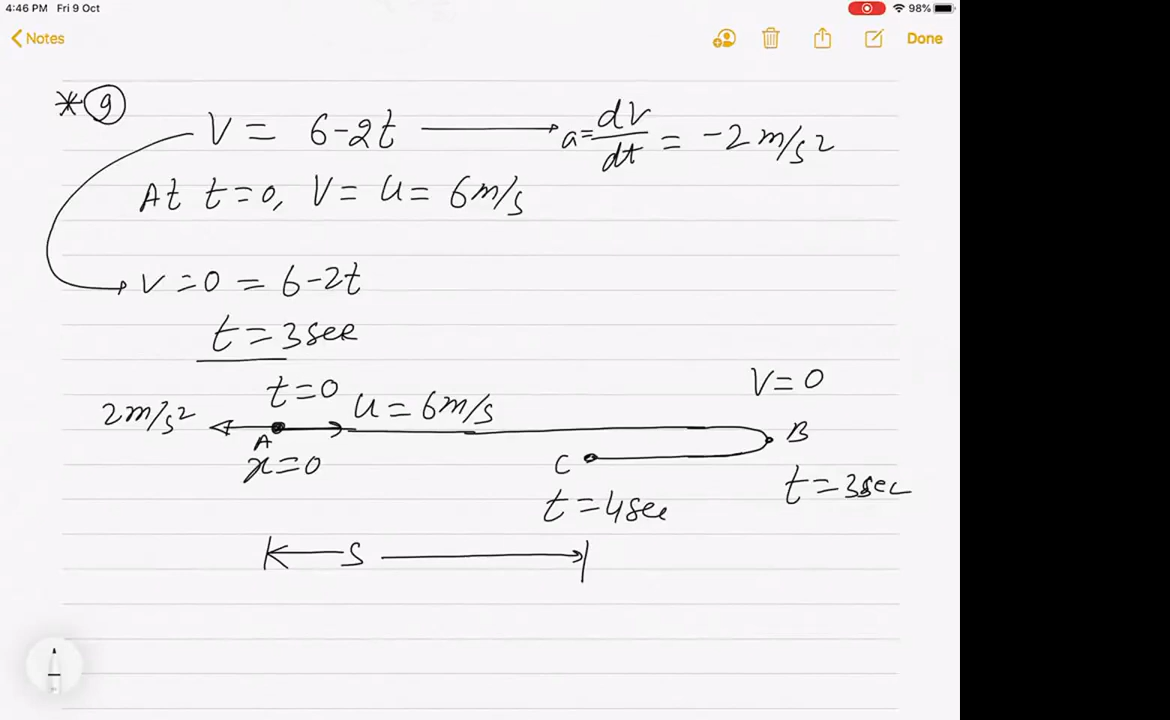 4:46 PM Fri 9 Oct 98%
Notes Done
* 9
V = 6-2t → a = dV/dt = -2 m/s²
At t=0, V = u = 6m/s
V = 0 = 6-2t
t = 3sec
t=0 V=0
2m/s² u = 6m/s
A B
x=0 C t=3sec
t=4sec
S